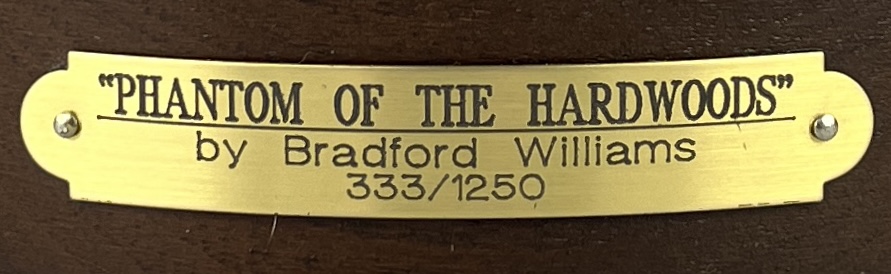 “PHANTOM OF THE HARDWOODS”
by Bradford Williams
333/1250